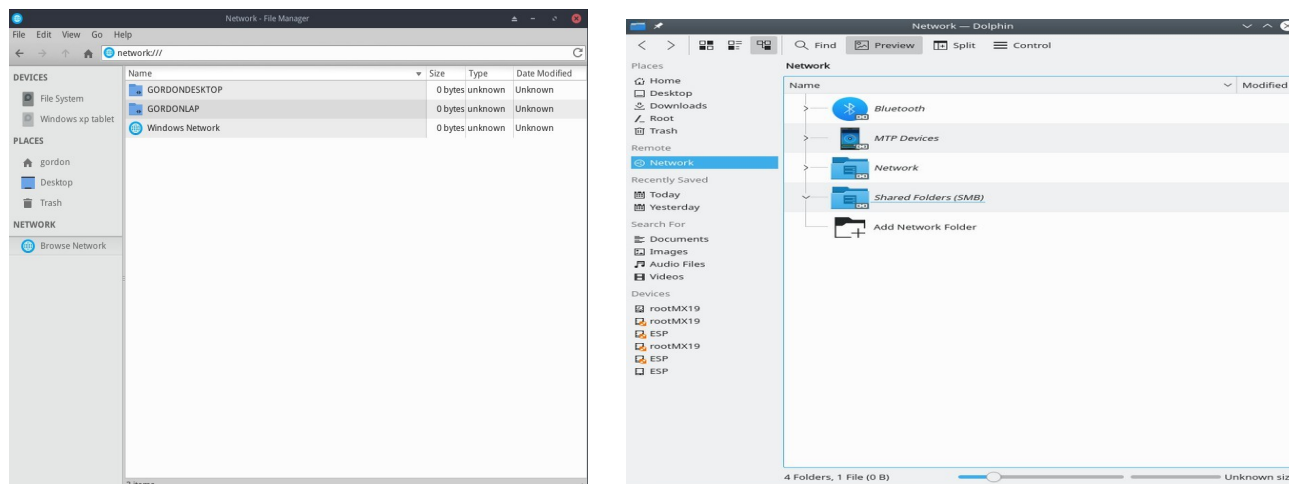 Network - File Manager
File Edit View Go Help
network:///
DEVICES
File System
Windows xp tablet
PLACES
gordon
Desktop
Trash
NETWORK
Browse Network
Name Size Type Date Modified
GORDONDESKTOP 0 bytes unknown Unknown
GORDONLAP 0 bytes unknown Unknown
Windows Network 0 bytes unknown Unknown
Network — Dolphin
Find Preview Split Control
Places
Home
Desktop
Downloads
Root
Trash
Remote
Network
Recently Saved
Today
Yesterday
Search For
Documents
Images
Audio Files
Videos
Devices
rootMX19
rootMX19
ESP
rootMX19
ESP
ESP
Network
Name Modified
Bluetooth
MTP Devices
Network
Shared Folders (SMB)
Add Network Folder
4 Folders, 1 File (0 B) Unknown siz